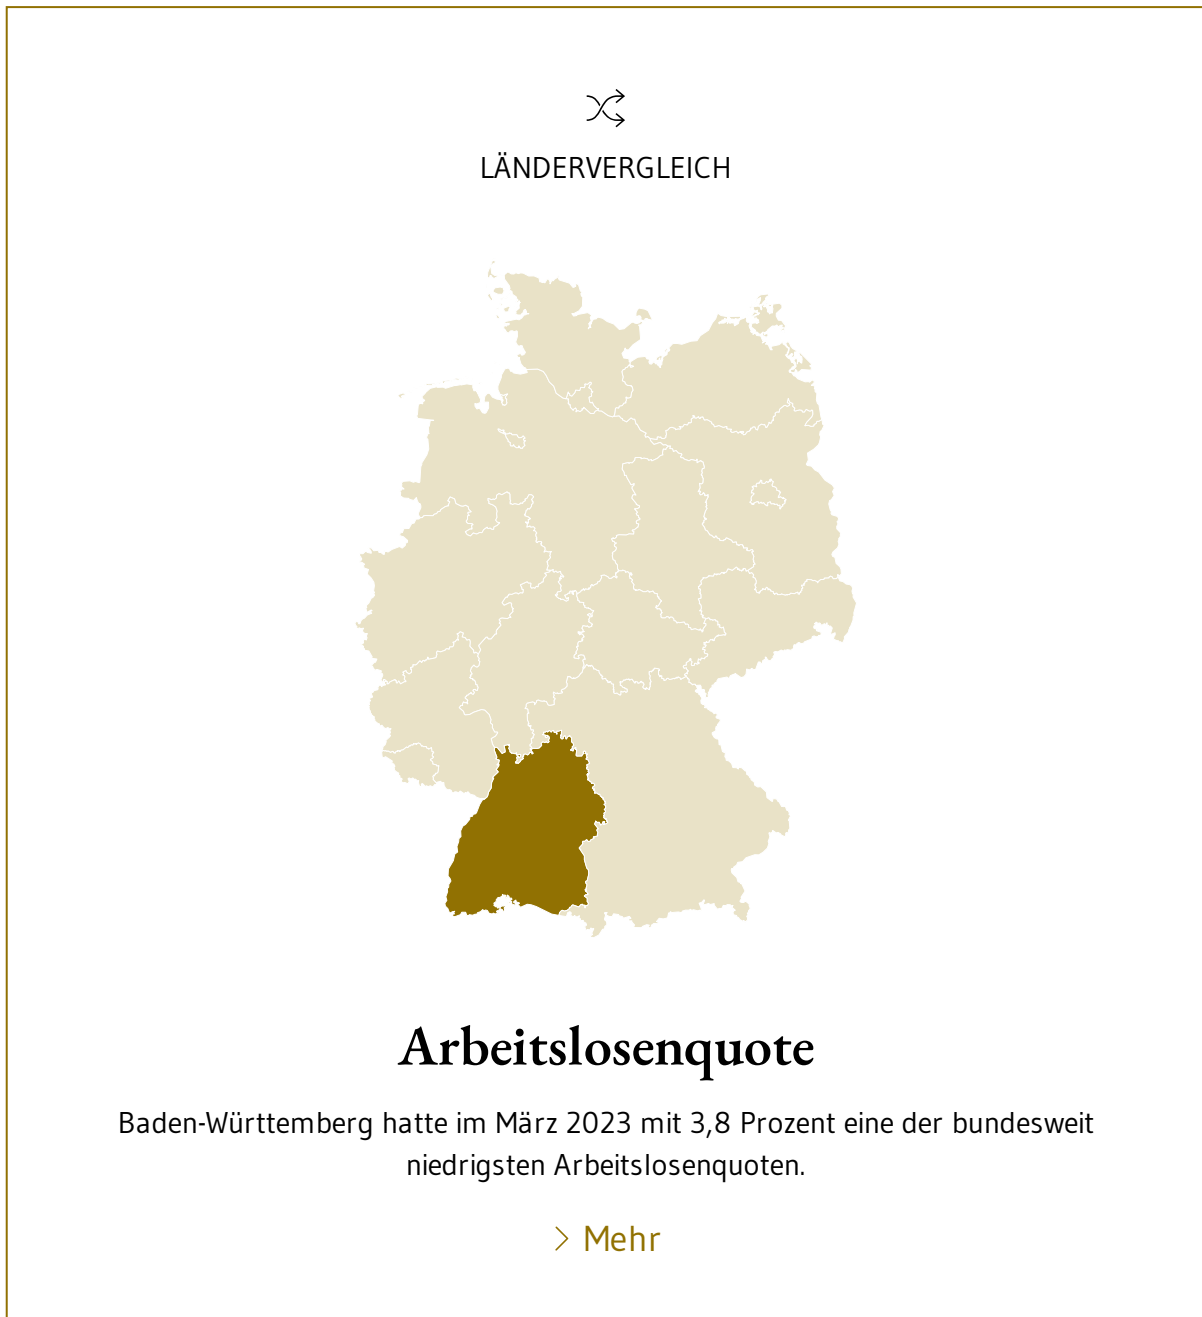 LÄNDERVERGLEICH
Arbeitslosenquote
Baden-Württemberg hatte im März 2023 mit 3,8 Prozent eine der bundesweit
niedrigsten Arbeitslosenquoten.
Mehr